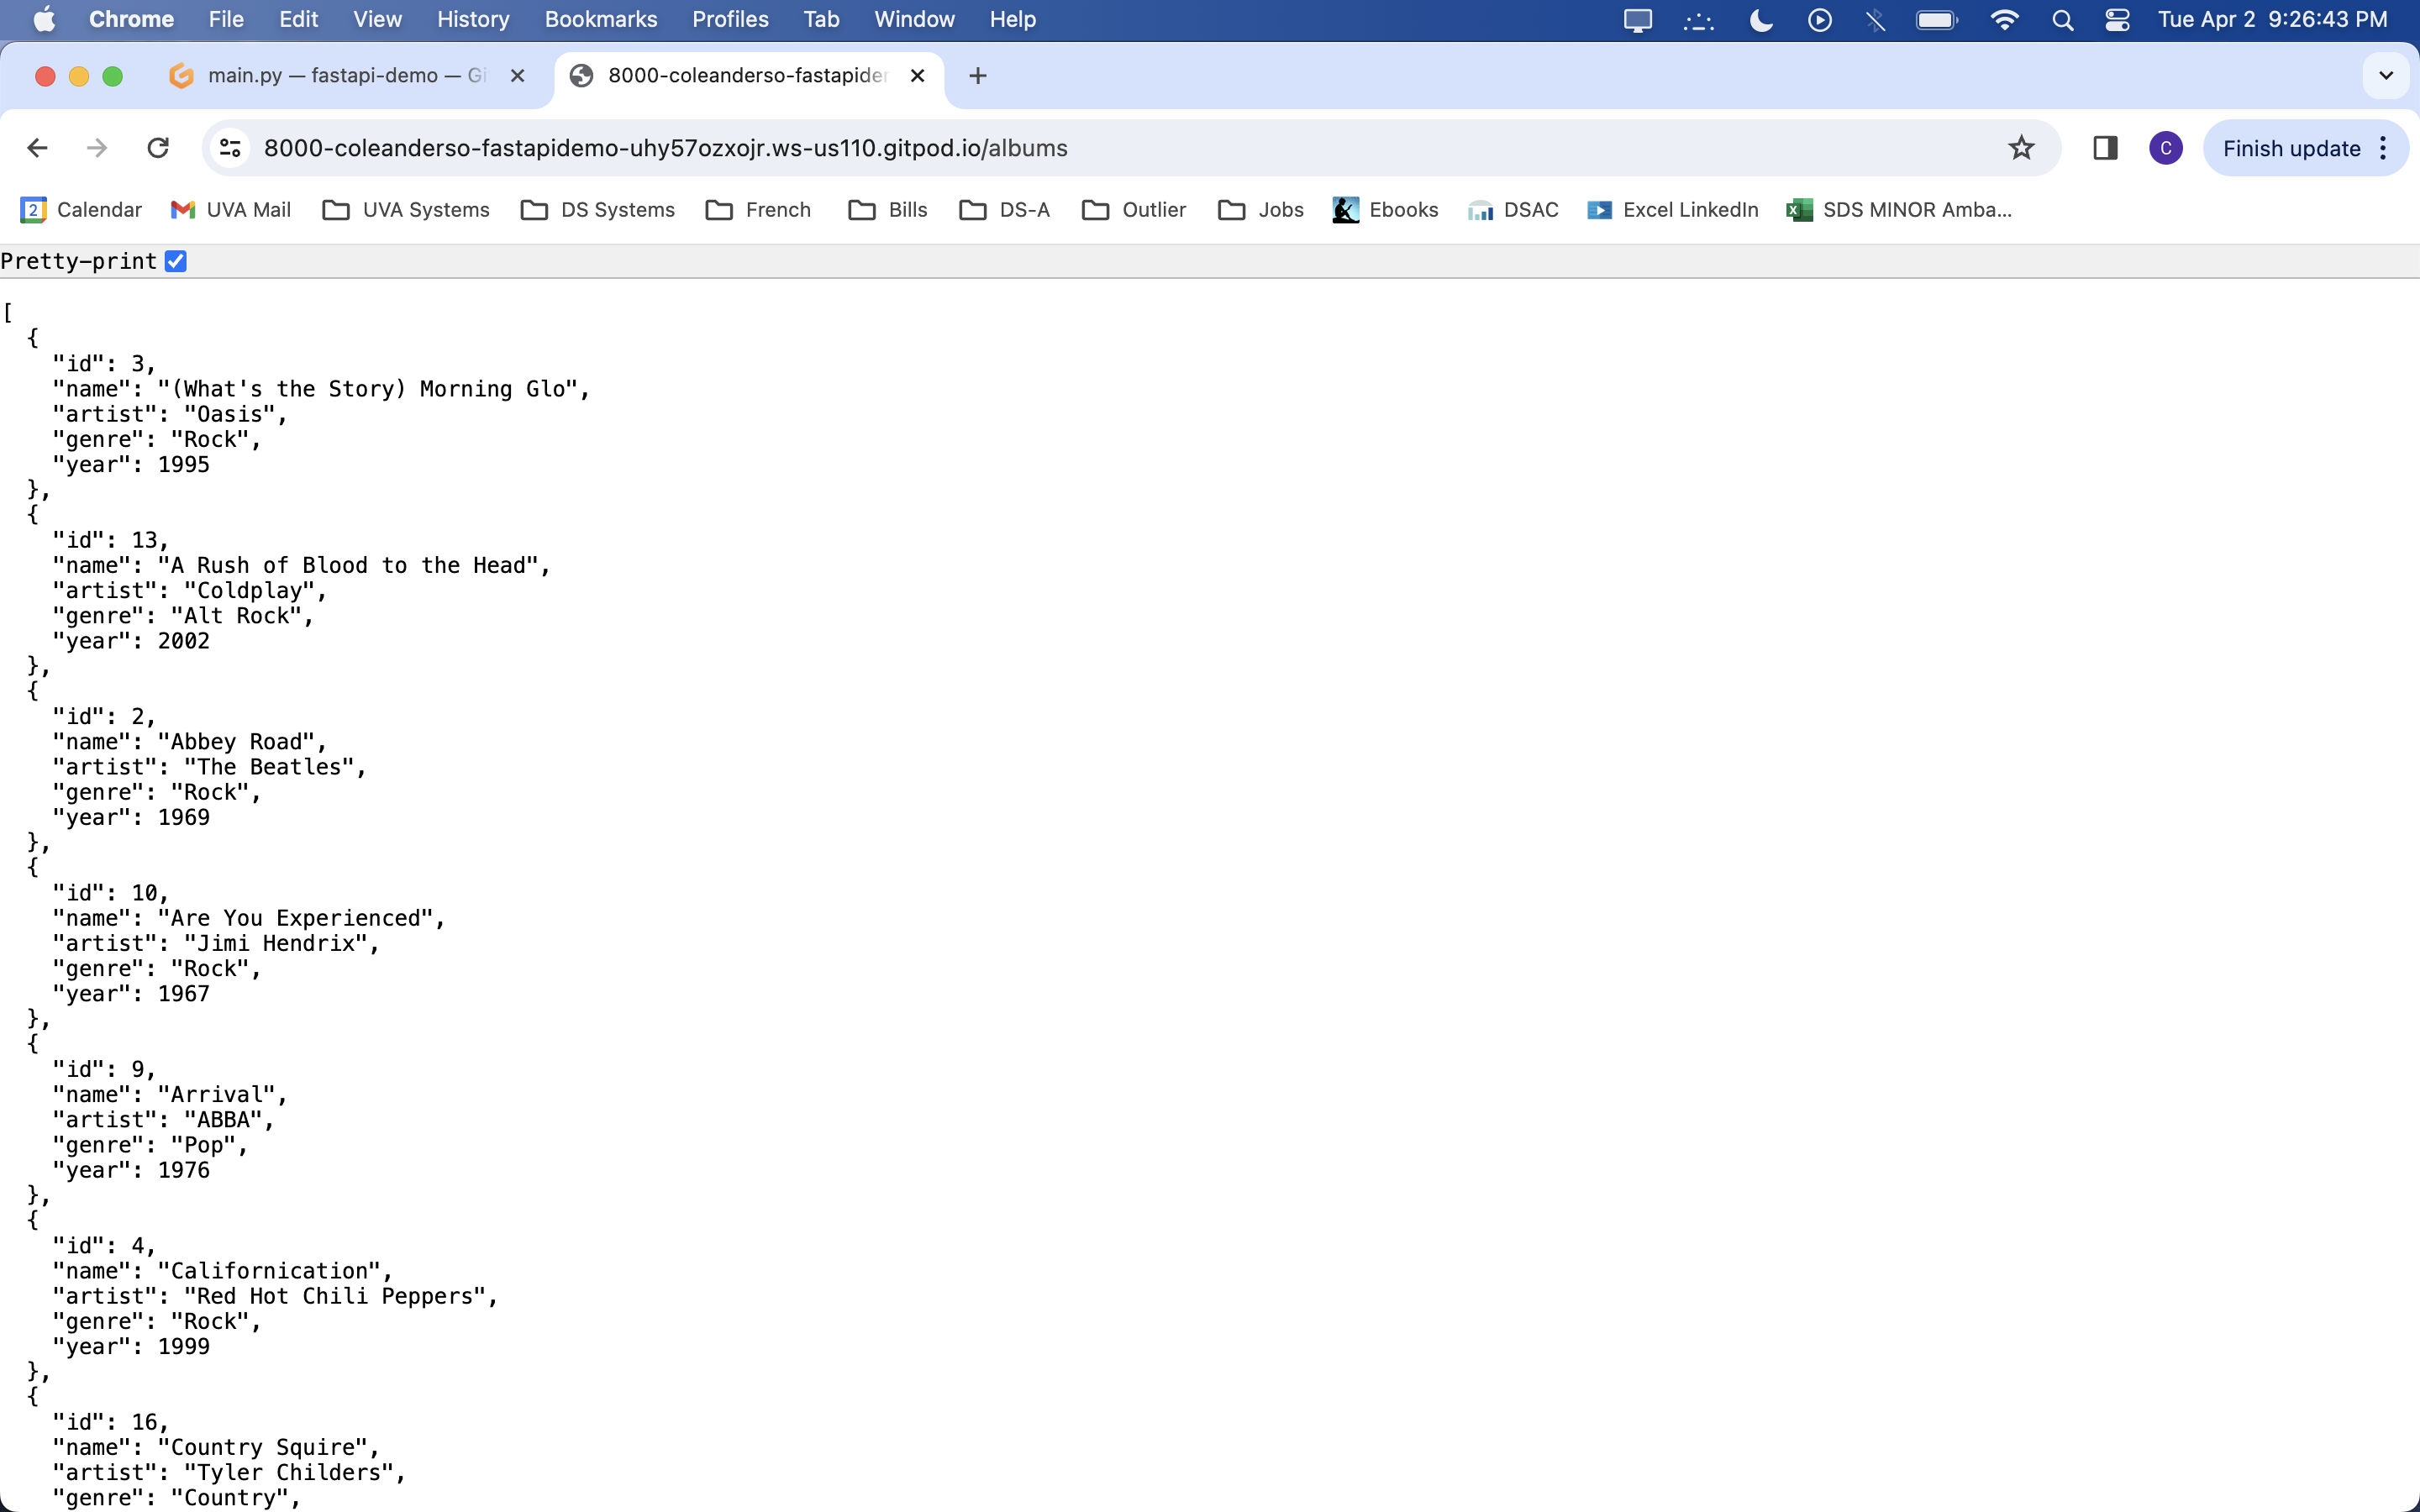 Chrome File Edit View History Bookmarks Profiles Tab Window Help Tue Apr 2 9:26:43 PM
main.py — fastapi-demo — Gi 8000-coleanderso-fastapider
8000-coleanderso-fastapidemo-uhy57ozxojr.ws-us110.gitpod.io/albums C Finish update
2 Calendar UVA Mail UVA Systems DS Systems French Bills DS-A Outlier Jobs Ebooks DSAC Excel LinkedIn SDS MINOR Amba...
Pretty-print
[
  {
    "id": 3,
    "name": "(What's the Story) Morning Glo",
    "artist": "Oasis",
    "genre": "Rock",
    "year": 1995
  },
  {
    "id": 13,
    "name": "A Rush of Blood to the Head",
    "artist": "Coldplay",
    "genre": "Alt Rock",
    "year": 2002
  },
  {
    "id": 2,
    "name": "Abbey Road",
    "artist": "The Beatles",
    "genre": "Rock",
    "year": 1969
  },
  {
    "id": 10,
    "name": "Are You Experienced",
    "artist": "Jimi Hendrix",
    "genre": "Rock",
    "year": 1967
  },
  {
    "id": 9,
    "name": "Arrival",
    "artist": "ABBA",
    "genre": "Pop",
    "year": 1976
  },
  {
    "id": 4,
    "name": "Californication",
    "artist": "Red Hot Chili Peppers",
    "genre": "Rock",
    "year": 1999
  },
  {
    "id": 16,
    "name": "Country Squire",
    "artist": "Tyler Childers",
    "genre": "Country",